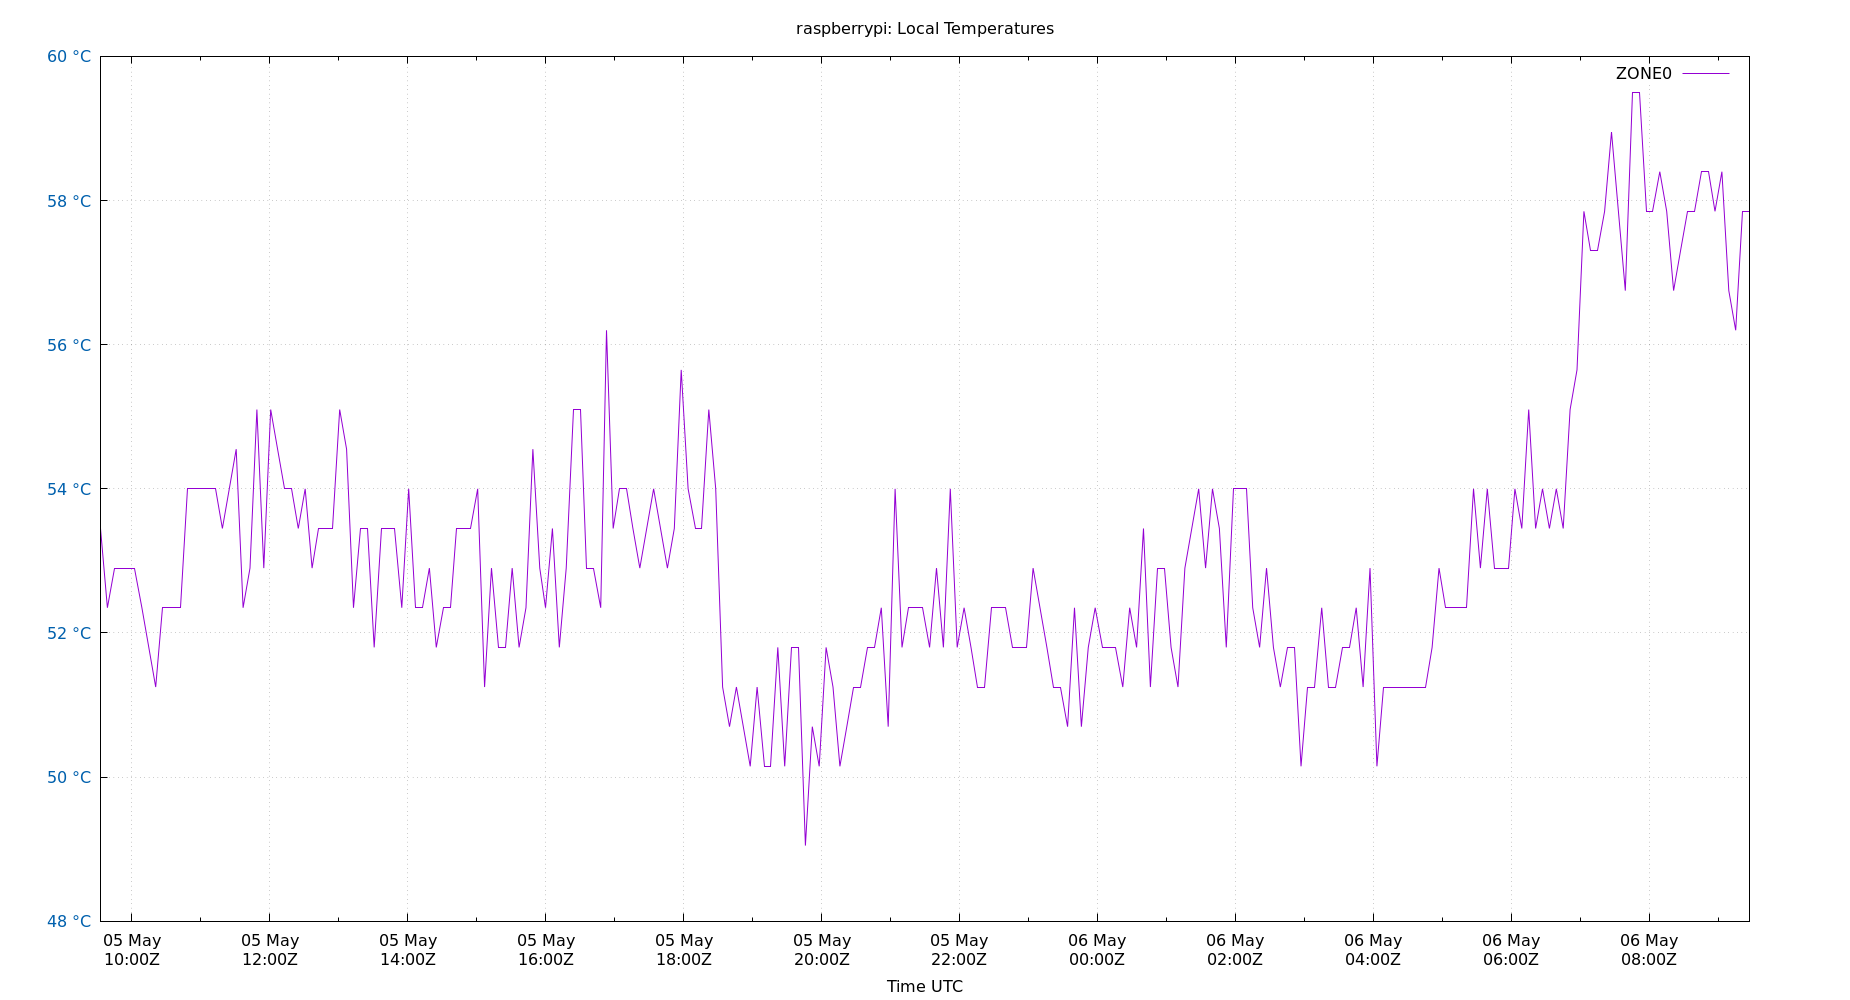 raspberrypi: Local Temperatures
60 °C
ZONE0
58 °C
56 °C
54 °C
52 °C
50 °C
48 °C
05 May 05 May 05 May 05 May 05 May 05 May 05 May 06 May 06 May 06 May 06 May 06 May
10:00Z 12:00Z 14:00Z 16:00Z 18:00Z 20:00Z 22:00Z 00:00Z 02:00Z 04:00Z 06:00Z 08:00Z
Time UTC